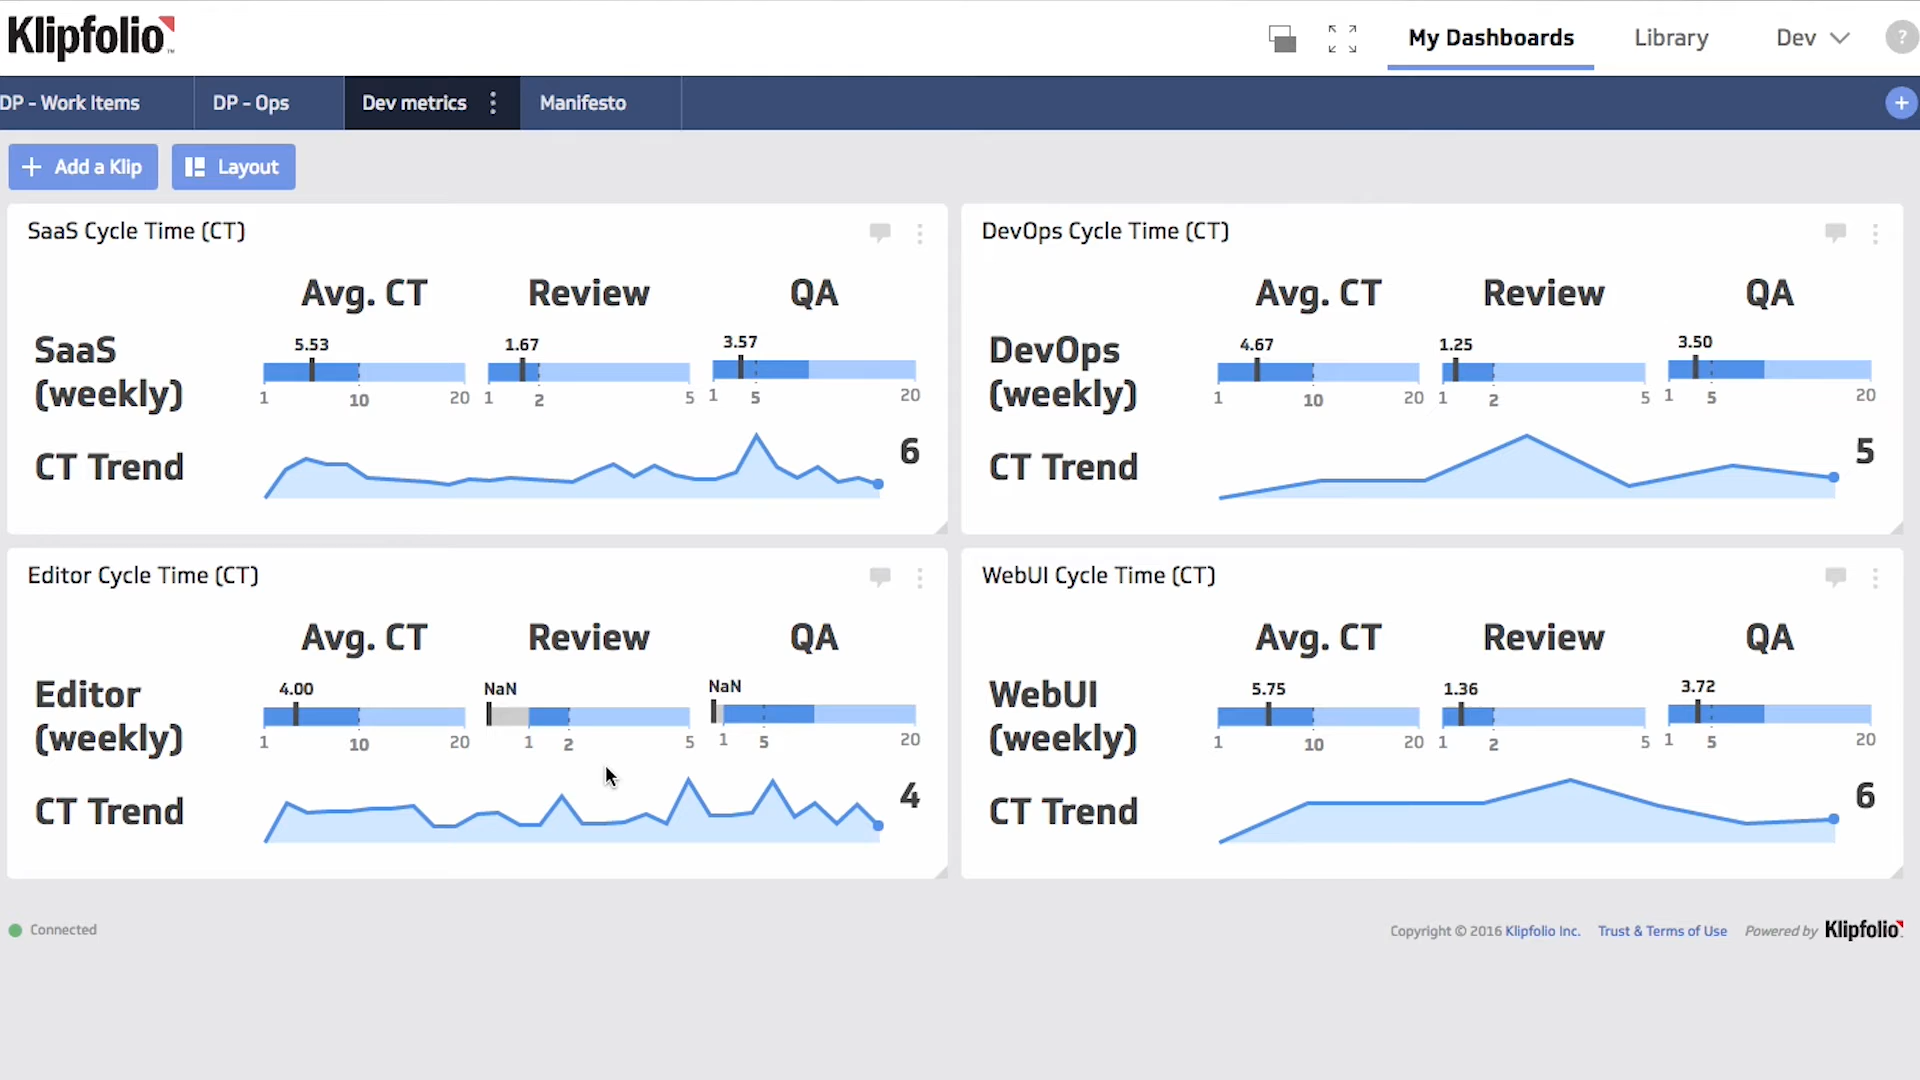 Klipfolio™
My Dashboards
Library
Dev
?
DP - Work Items
DP - Ops
Dev metrics
Manifesto
+
+ Add a Klip
Layout
SaaS Cycle Time (CT)
Avg. CT
Review
QA
SaaS
(weekly)
5.53
1.67
3.57
1
10
20
1
2
5
1
5
20
CT Trend
6
DevOps Cycle Time (CT)
Avg. CT
Review
QA
DevOps
(weekly)
4.67
1.25
3.50
1
10
20
1
2
5
1
5
20
CT Trend
5
Editor Cycle Time (CT)
Avg. CT
Review
QA
Editor
(weekly)
4.00
NaN
NaN
1
10
20
1
2
5
1
5
20
CT Trend
4
WebUI Cycle Time (CT)
Avg. CT
Review
QA
WebUI
(weekly)
5.75
1.36
3.72
1
10
20
1
2
5
1
5
20
CT Trend
6
Connected
Copyright © 2016 Klipfolio Inc.
Trust & Terms of Use
Powered by Klipfolio